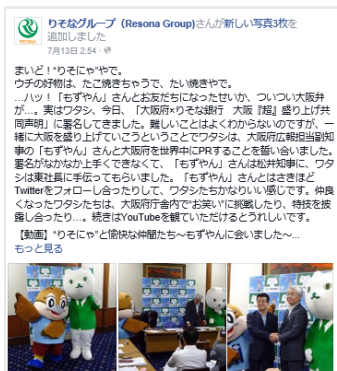 りそなグループ（Resona Group)さんが新しい写真3枚を
追加しました
7月13日 2:54 ·
RESONA
まいど！"りそにゃ"やで。
ウチの好物は、たこ焼きちゃうで、たい焼やで。
…ハッ！「もずやん」さんとお友だちになったせいか、ついつい大阪弁
が…。実はワタシ、今日、「大阪府×りそな銀行　大阪『超』盛り上げ共
同声明」に署名してきました。難しいことはよくわからないのですが、一
緒に大阪を盛り上げていこうということでワタシは、大阪府広報担当副知
事の「もずやん」さんと大阪府を世界中にPRすることを誓い合いました。
署名がなかなか上手くできなくて、「もずやん」さんは松井知事に、ワタ
シは東社長に手伝ってもらいました。「もずやん」さんとはさきほど
Twitterをフォローし合ったりして、ワタシたちかなりいい感じです。仲良
くなったワタシたちは、大阪府庁舎内で"お笑い"に挑戦したり、特技を披
露し合ったり…。続きはYouTubeを観ていただけるとうれしいです。
【動画】"りそにゃ"と愉快な仲間たち～もずやんに会いました～...
もっと見る